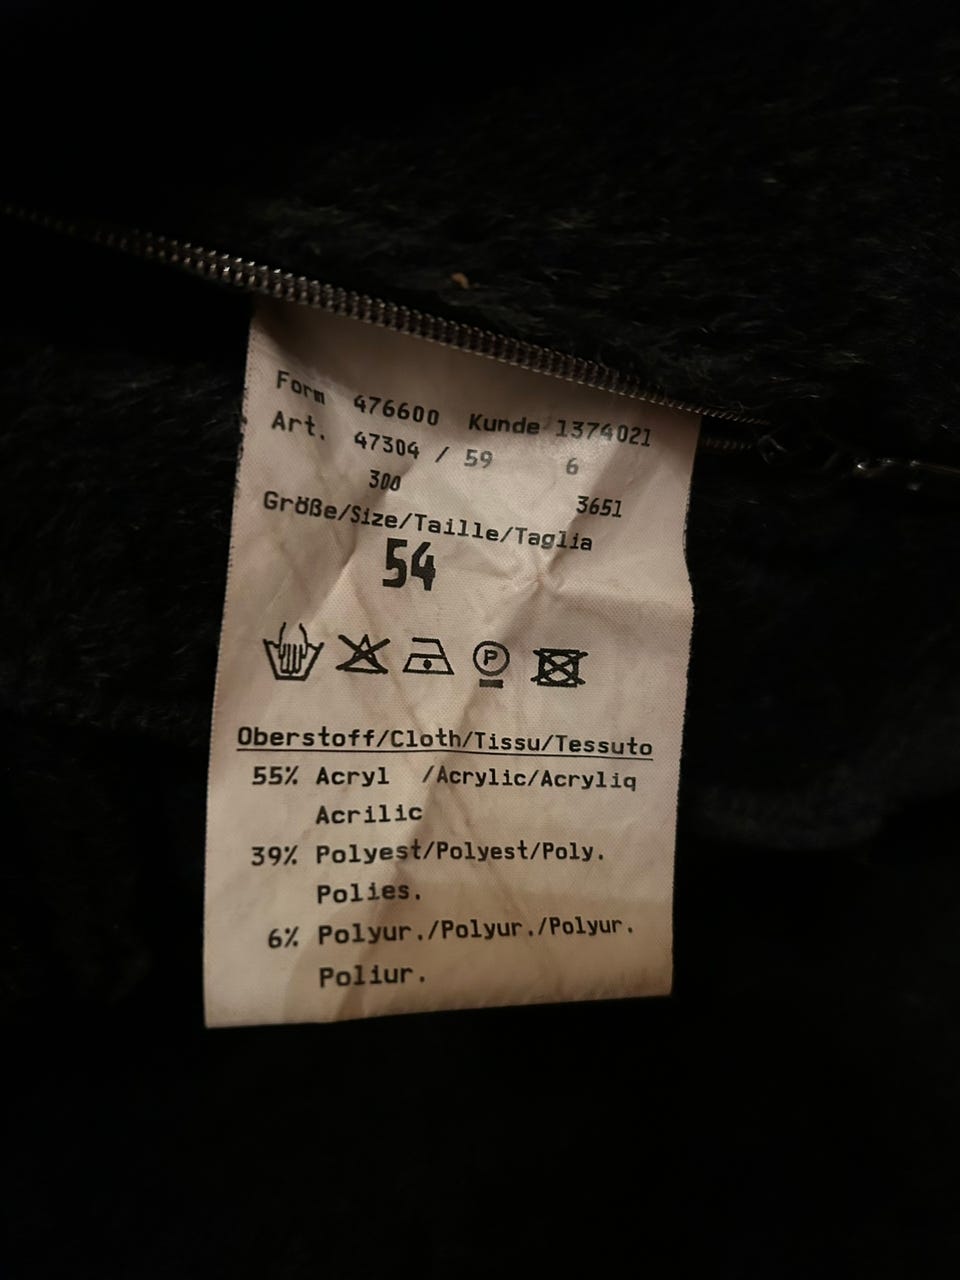 Form 476600 Kunde 1374021
Art. 47304 / 59 6
300 3651
Größe/Size/Taille/Taglia
54
P
Oberstoff/Cloth/Tissu/Tessuto
55% Acryl /Acrylic/Acryliq
Acrilic
39% Polyest/Polyest/Poly.
Polies.
6% Polyur./Polyur./Polyur.
Poliur.